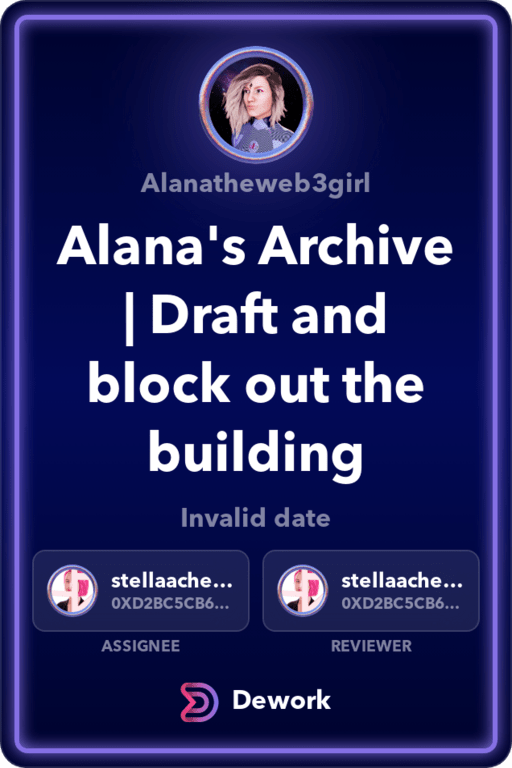 Alanatheweb3girl
Alana's Archive
| Draft and
block out the
building
Invalid date
stellaache... stellaache...
0XD2BC5CB6... 0XD2BC5CB6...
ASSIGNEE REVIEWER
Dework